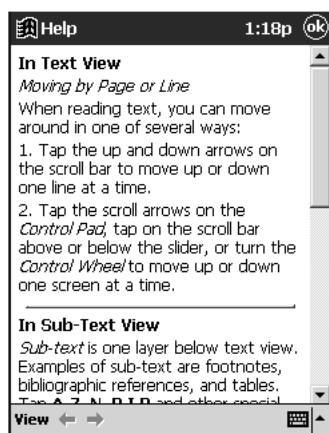 Help 1:18p ok
In Text View
Moving by Page or Line
When reading text, you can move
around in one of several ways:
1. Tap the up and down arrows on
the scroll bar to move up or down
one line at a time.
2. Tap the scroll arrows on the
Control Pad, tap on the scroll bar
above or below the slider, or turn the
Control Wheel to move up or down
one screen at a time.
In Sub-Text View
Sub-text is one layer below text view.
Examples of sub-text are footnotes,
bibliographic references, and tables.
Tap A-Z, N, B, I, R and other special
View